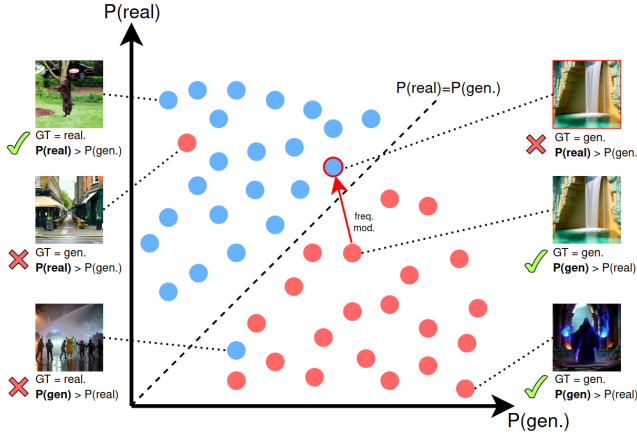 P(real)
P(real)=P(gen.)
GT = real.
P(real) > P(gen.)
GT = gen.
P(real) > P(gen.)
GT = real.
P(gen) > P(real)
freq.
mod.
GT = gen.
P(real) > P(gen.)
GT = gen.
P(gen) > P(real)
GT = gen.
P(gen) > P(real)
P(gen.)